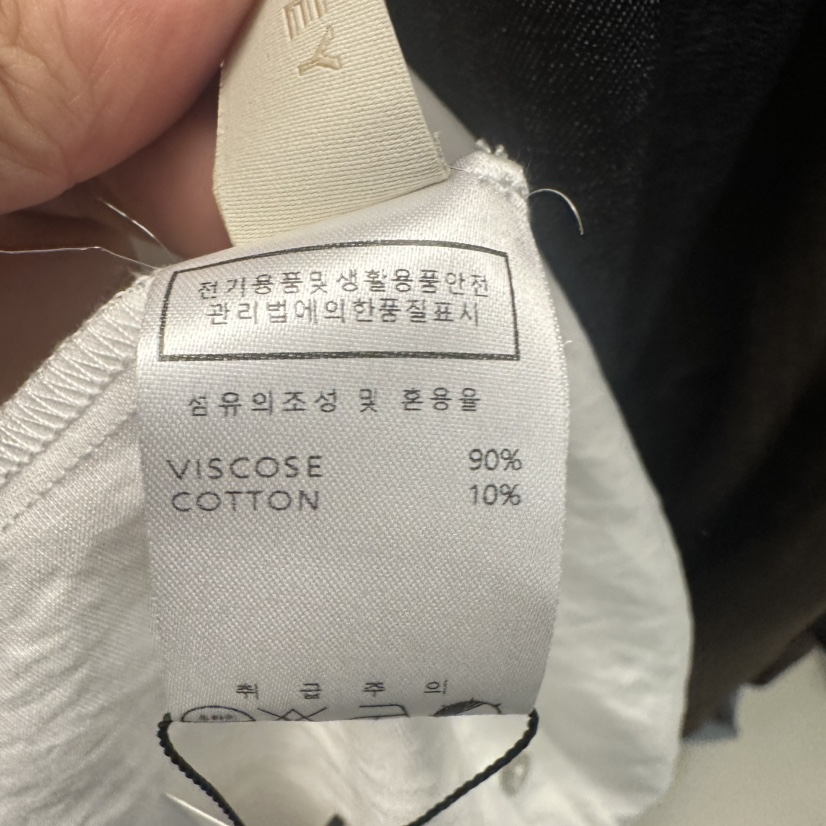 EY
전기용품및생활용품안전
관리법에의한품질표시
섬유의조성 및 혼용율
VISCOSE 90%
COTTON 10%
취급주의